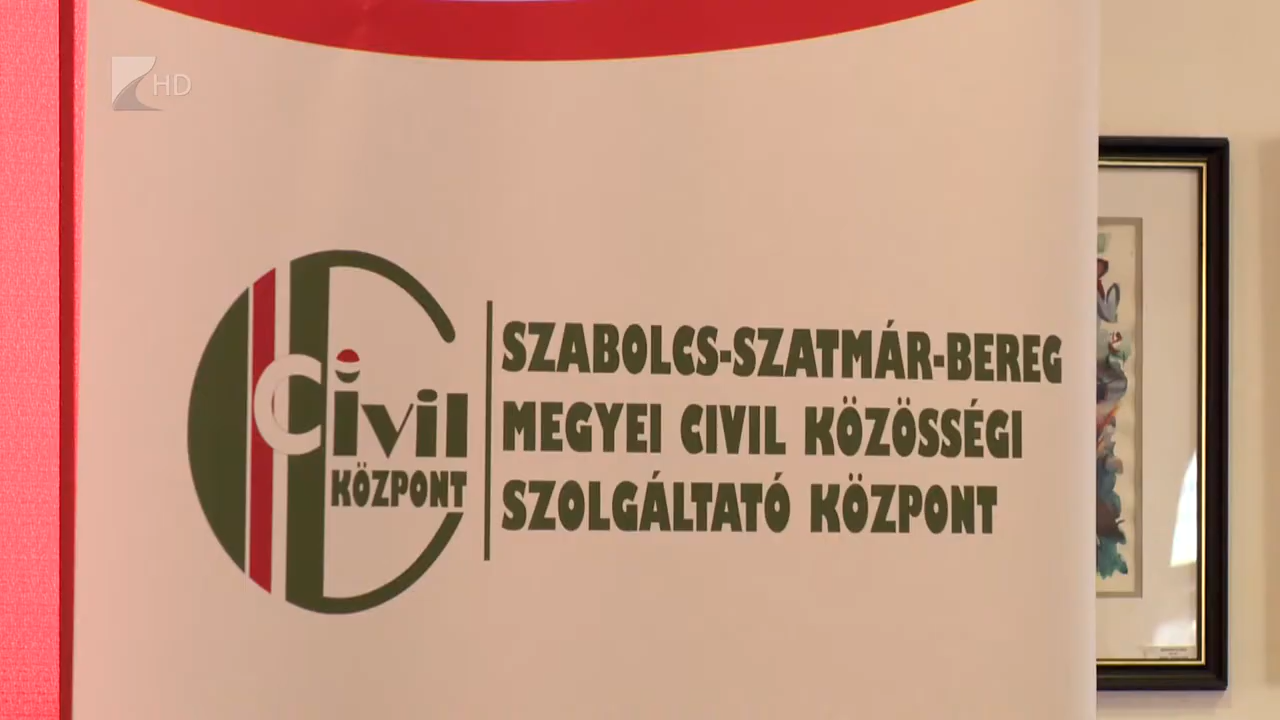 HD
Civil
KÖZPONT
SZABOLCS-SZATMÁR-BEREG
MEGYEI CIVIL KÖZÖSSÉGI
SZOLGÁLTATÓ KÖZPONT